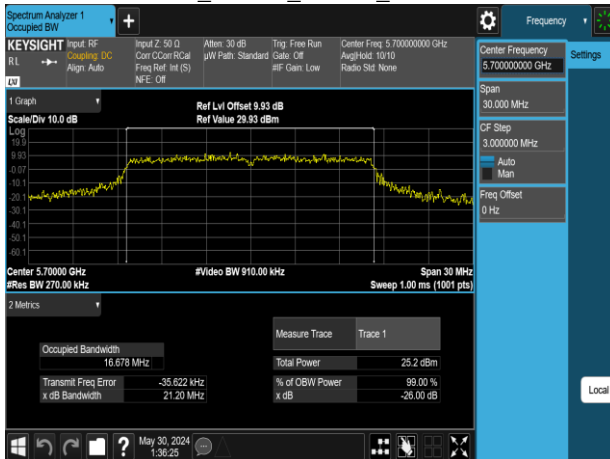 Spectrum Analyzer 1
Occupied BW
+
Frequency
KEYSIGHT
RL
LXI
Input: RF
Coupling: DC
Align: Auto
Input Z: 50 Ω
Corr CCorr RCal
Freq Ref: Int (S)
NFE: Off
Atten: 30 dB
µW Path: Standard
Trig: Free Run
Gate: Off
#IF Gain: Low
Center Freq: 5.700000000 GHz
Avg|Hold: 10/10
Radio Std: None
Center Frequency
5.700000000 GHz
Settings
Span
30.000 MHz
CF Step
3.000000 MHz
Auto
Man
Freq Offset
0 Hz
Local
1 Graph
Scale/Div 10.0 dB
Ref Lvl Offset 9.93 dB
Ref Value 29.93 dBm
Log
19.9
9.93
-0.07
-10.1
-20.1
-30.1
-40.1
-50.1
-60.1
Center 5.70000 GHz
#Res BW 270.00 kHz
#Video BW 910.00 kHz
Span 30 MHz
Sweep 1.00 ms (1001 pts)
2 Metrics
Measure Trace Trace 1
Occupied Bandwidth
16.678 MHz
Total Power 25.2 dBm
Transmit Freq Error -35.622 kHz
% of OBW Power 99.00 %
x dB Bandwidth 21.20 MHz
x dB -26.00 dB
?
May 30, 2024
1:36:25